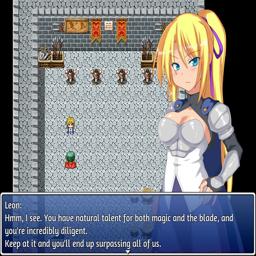 Leon:
Hmm, I see. You have natural talent for both magic and the blade, and
you're incredibly diligent.
Keep at it and you'll end up surpassing all of us.